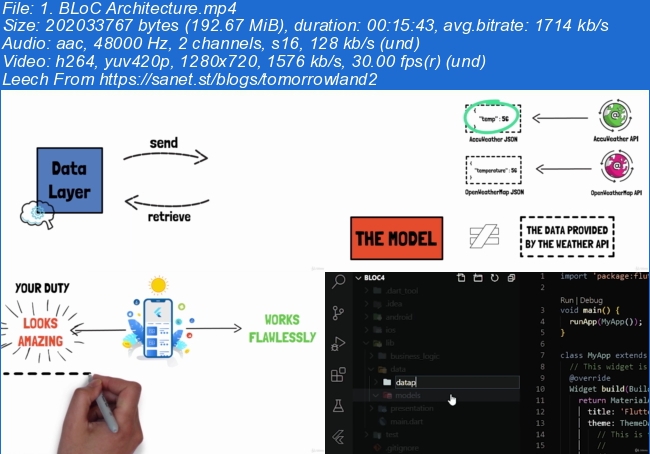 File: 1. BLoC Architecture.mp4
Size: 202033767 bytes (192.67 MiB), duration: 00:15:43, avg.bitrate: 1714 kb/s
Audio: aac, 48000 Hz, 2 channels, s16, 128 kb/s (und)
Video: h264, yuv420p, 1280x720, 1576 kb/s, 30.00 fps(r) (und)
Leech From https://sanet.st/blogs/tomorrowland2
Data
Layer
send
retrieve
{
"temp": 56
}
AccuWeather JSON
AccuWeather API
{
"temperature": 56
}
OpenWeatherMap JSON
OpenWeatherMap API
THE MODEL
≠
THE DATA PROVIDED
BY THE WEATHER API
YOUR DUTY
LOOKS
AMAZING
WORKS
FLAWLESSLY
BLOC4
.dart_tool
.idea
android
ios
lib
business_logic
data
datap
models
presentation
main.dart
test
.gitignore
1 import 'package:flu
2
Run | Debug
3 void main() {
4 runApp(MyApp());
5 }
6
7 class MyApp extends
8 // This widget is
9 @override
10 Widget build(Buil
11 return Material
12 title: 'Flutt
13 theme: ThemeDa
14 // This is
15 //